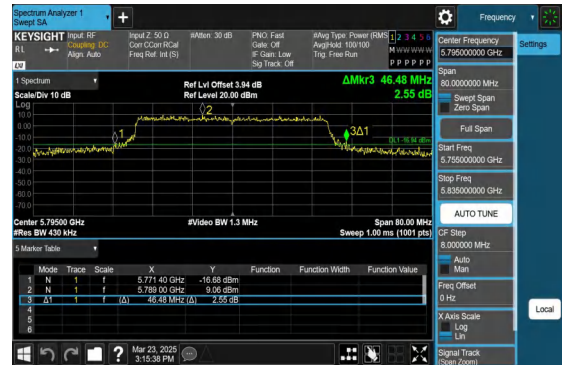 Spectrum Analyzer 1
Swept SA
+
Frequency
KEYSIGHT
Input: RF
Coupling: DC
Align: Auto
Input Z: 50 Ω
Corr CCorr RCal
Freq Ref: Int (S)
#Atten: 30 dB
PNO: Fast
Gate: Off
IF Gain: Low
Sig Track: Off
#Avg Type: Power (RMS
Avg|Hold: 100/100
Trig: Free Run
1 2 3 4 5 6
M W W W W W
P P P P P P
RL
LXI
1 Spectrum
Scale/Div 10 dB
Ref Lvl Offset 3.94 dB
Ref Level 20.00 dBm
ΔMkr3 46.48 MHz
2.55 dB
Log
10.0
0.00
-10.0
-20.0
-30.0
-40.0
-50.0
-60.0
-70.0
1
2
3Δ1
DL1 -16.94 dBm
Center 5.79500 GHz
#Res BW 430 kHz
#Video BW 1.3 MHz
Span 80.00 MHz
Sweep 1.00 ms (1001 pts)
5 Marker Table
Mode Trace Scale X Y Function Function Width Function Value
1 N 1 f 5.771 40 GHz -16.68 dBm
2 N 1 f 5.789 00 GHz 9.06 dBm
3 Δ1 1 f (Δ) 46.48 MHz (Δ) 2.55 dB
4
5
6
Mar 23, 2025
3:15:38 PM
?
Center Frequency
5.795000000 GHz
Span
80.0000000 MHz
Swept Span
Zero Span
Full Span
Start Freq
5.755000000 GHz
Stop Freq
5.835000000 GHz
AUTO TUNE
CF Step
8.000000 MHz
Auto
Man
Freq Offset
0 Hz
X Axis Scale
Log
Lin
Signal Track
(Span Zoom)
Settings
Local